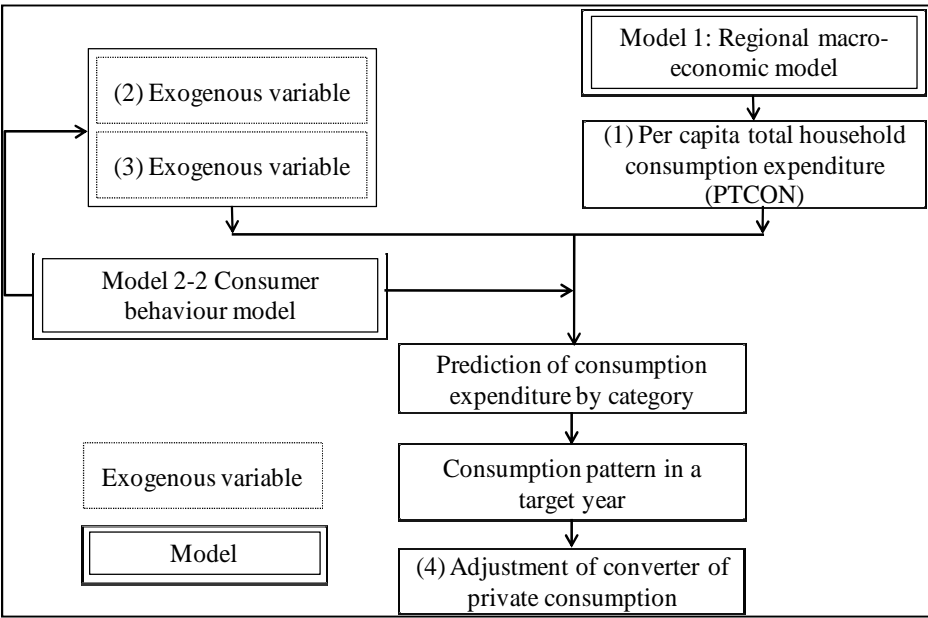 Model 1: Regional macro-
economic model
(2) Exogenous variable
(3) Exogenous variable
(1) Per capita total household
consumption expenditure
(PTCON)
Model 2-2 Consumer
behaviour model
Prediction of consumption
expenditure by category
Consumption pattern in a
target year
(4) Adjustment of converter of
private consumption
Exogenous variable
Model